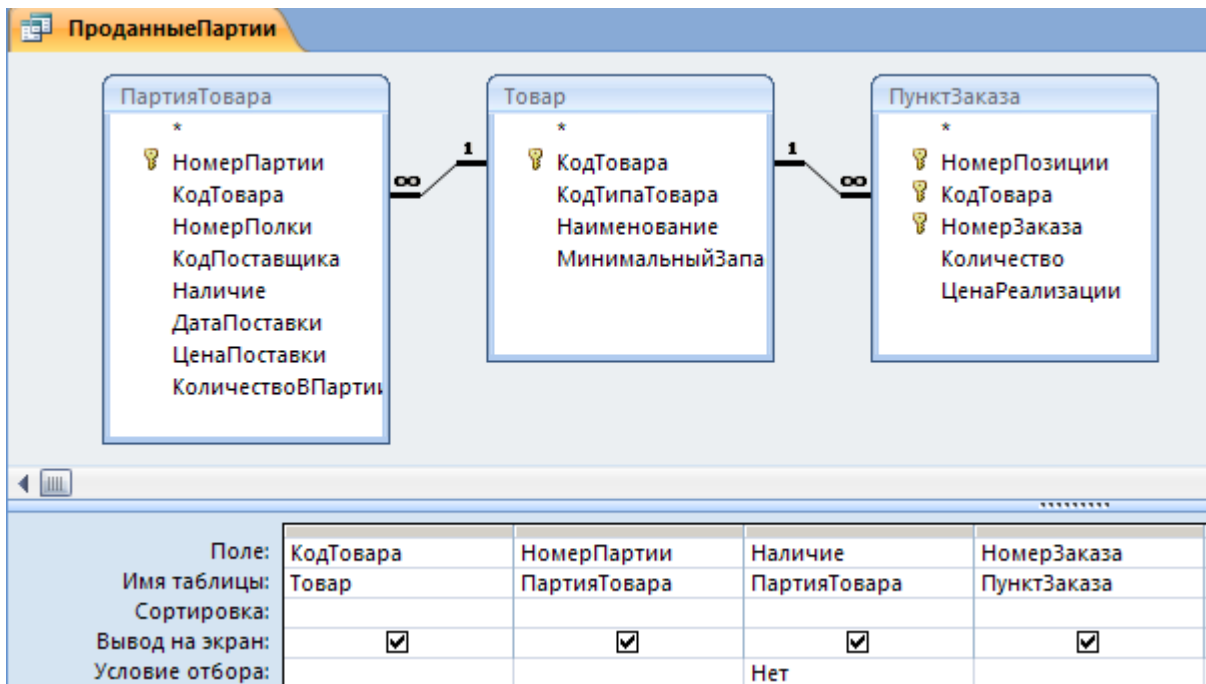 ПроданныеПартии
ПартияТовара
*
НомерПартии
КодТовара
НомерПолки
КодПоставщика
Наличие
ДатаПоставки
ЦенаПоставки
КоличествоВПартии
∞
1
Товар
*
КодТовара
КодТипаТовара
Наименование
МинимальныйЗапа
1
∞
ПунктЗаказа
*
НомерПозиции
КодТовара
НомерЗаказа
Количество
ЦенаРеализации
Поле: КодТовара НомерПартии Наличие НомерЗаказа
Имя таблицы: Товар ПартияТовара ПартияТовара ПунктЗаказа
Сортировка:
Вывод на экран:
Условие отбора: Нет